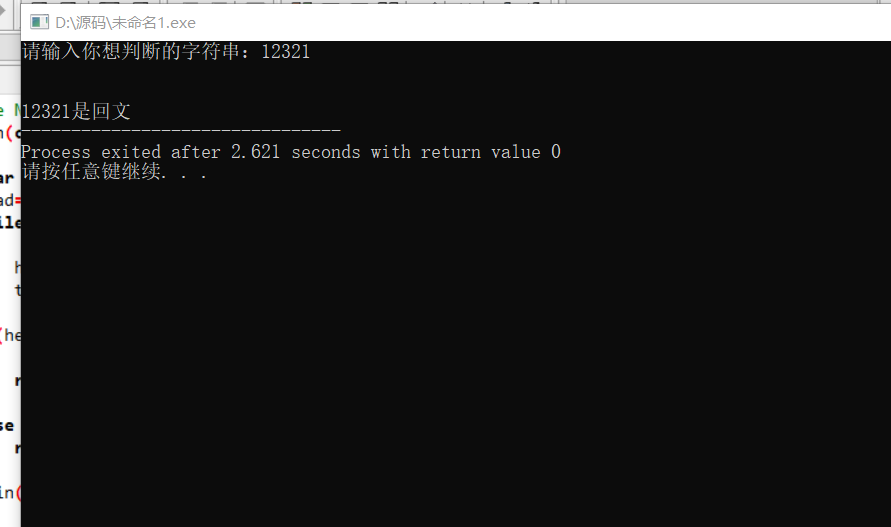 D:\源码\未命名1.exe
请输入你想判断的字符串：12321
12321是回文
--------------------------------
Process exited after 2.621 seconds with return value 0
请按任意键继续. . .